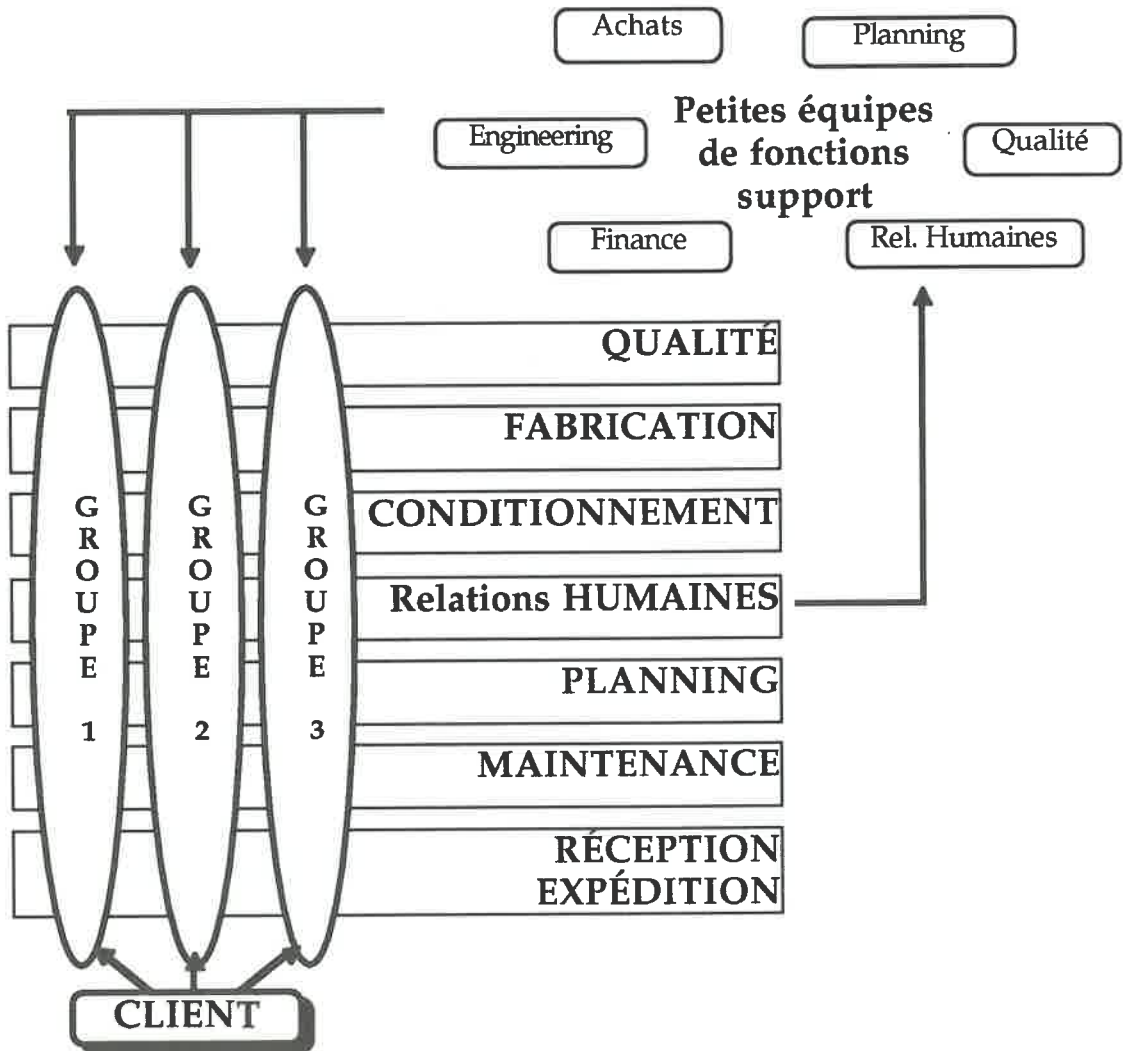 Achats
Planning
Engineering
Petites équipes
de fonctions
support
Qualité
Finance
Rel. Humaines
QUALITÉ
FABRICATION
CONDITIONNEMENT
Relations HUMAINES
PLANNING
MAINTENANCE
RÉCEPTION
EXPÉDITION
GROUPE 1
GROUPE 2
GROUPE 3
CLIENT